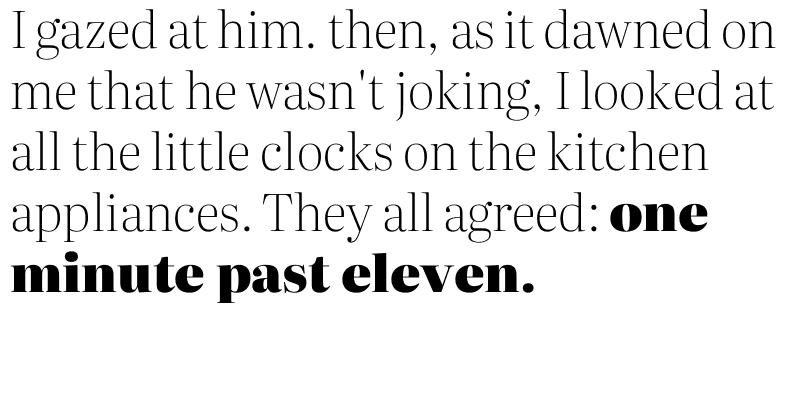 I gazed at him. then, as it dawned on
me that he wasn't joking, I looked at
all the little clocks on the kitchen
appliances. They all agreed: one
minute past eleven.